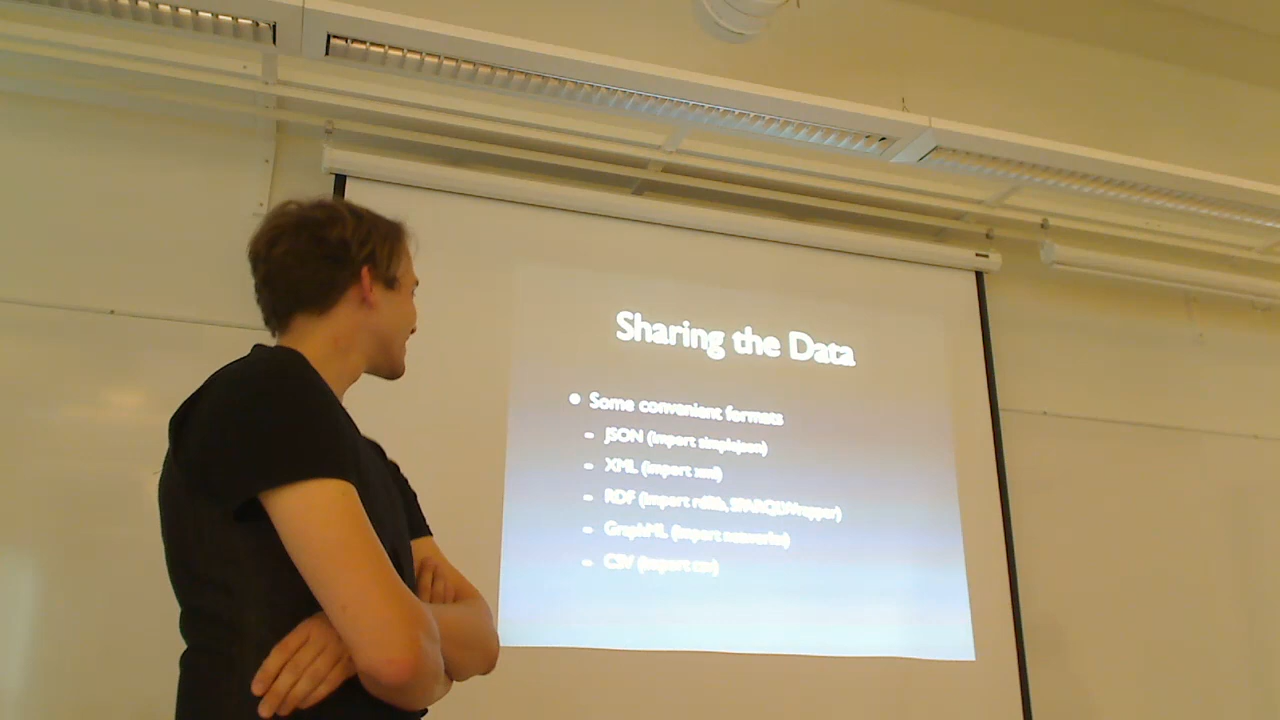 Sharing the Data
• Some convenient formats
- JSON (import simplejson)
- XML (import xml)
- RDF (import rdflib, SPARQLWrapper)
- GraphML (import networkx)
- CSV (import csv)